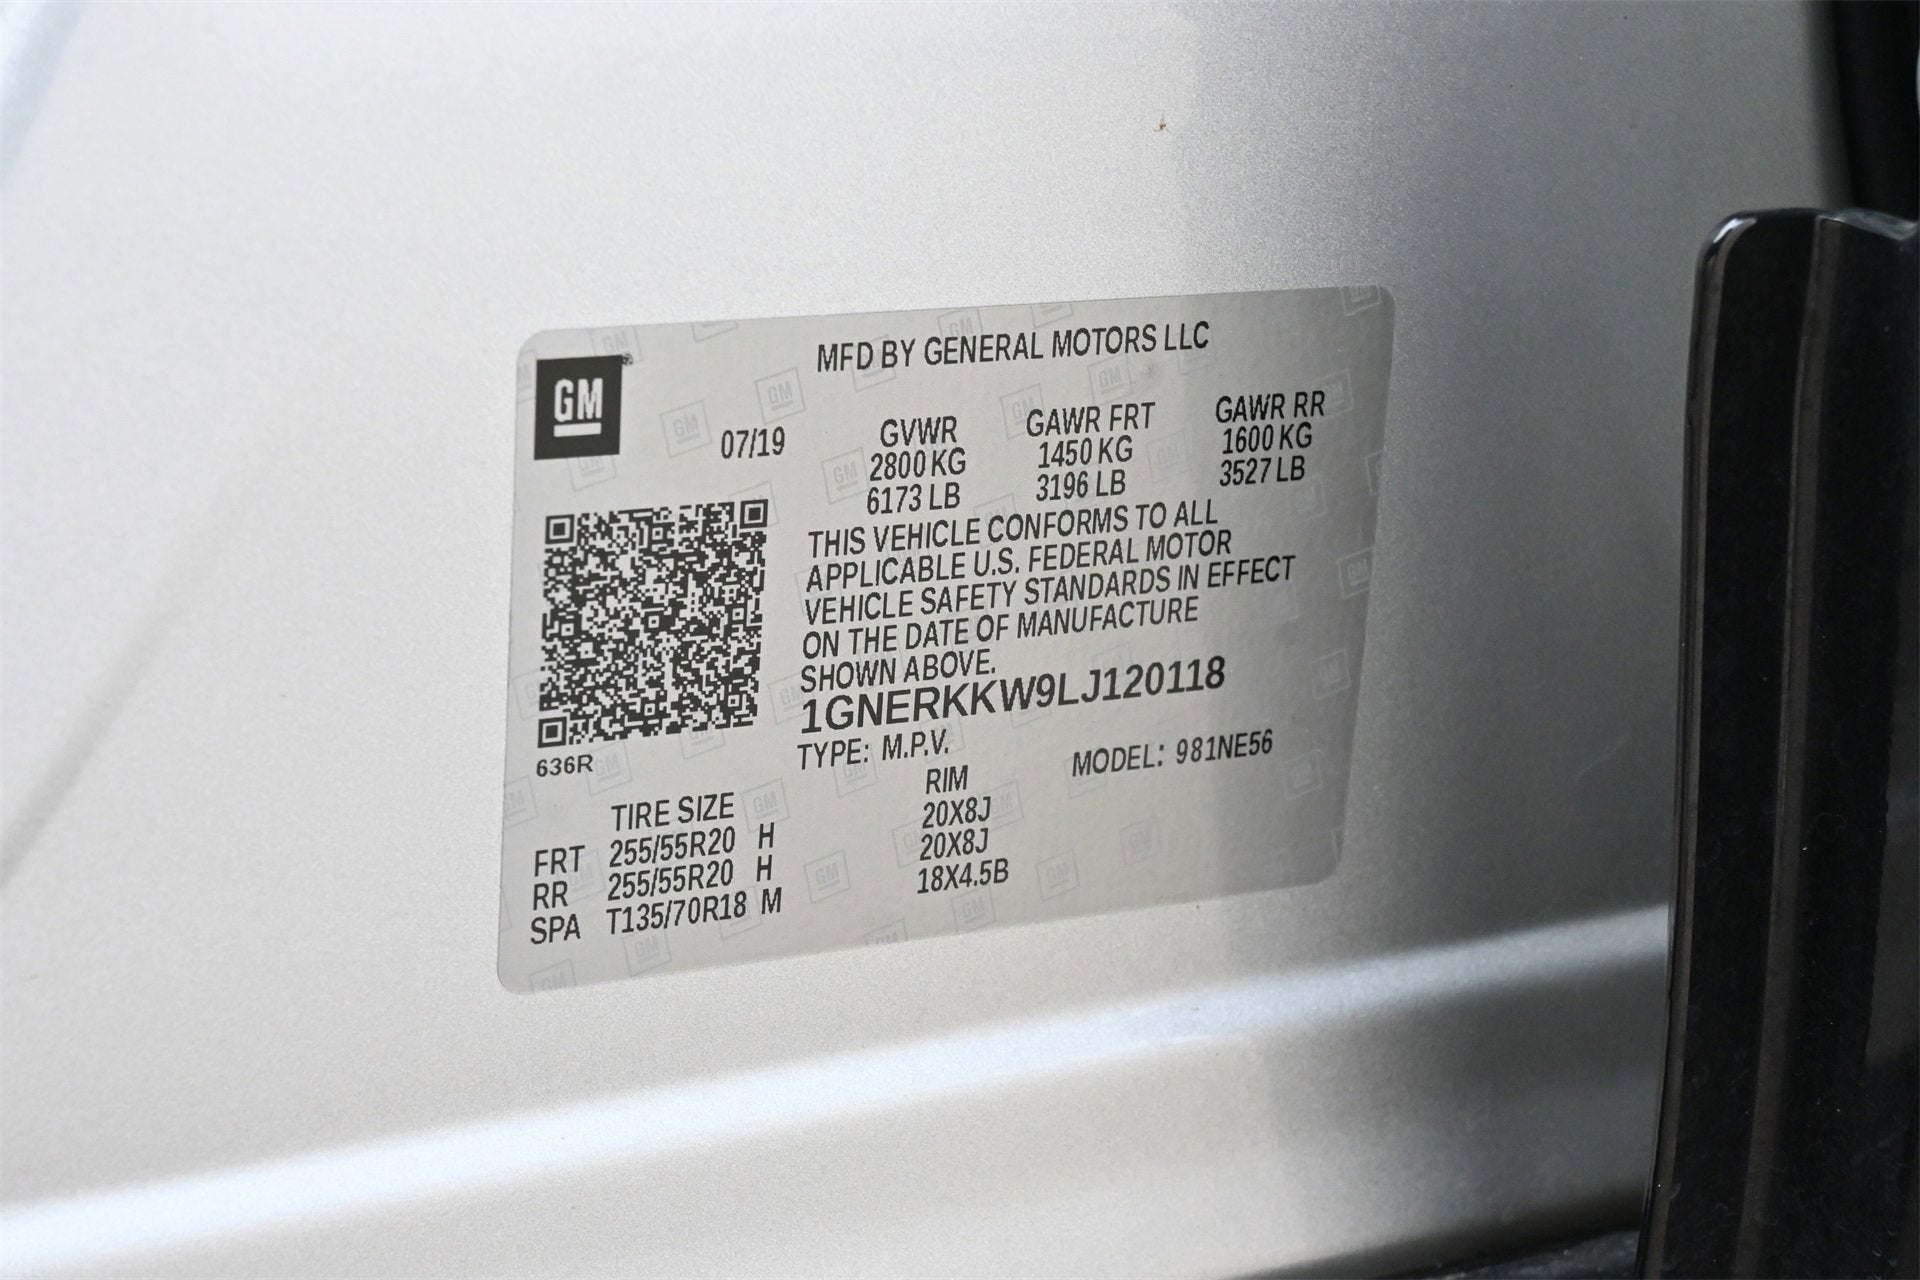 MFD BY GENERAL MOTORS LLC
GM
07/19 GVWR GAWR FRT GAWR RR
2800 KG 1450 KG 1600 KG
6173 LB 3196 LB 3527 LB
THIS VEHICLE CONFORMS TO ALL
APPLICABLE U.S. FEDERAL MOTOR
VEHICLE SAFETY STANDARDS IN EFFECT
ON THE DATE OF MANUFACTURE
SHOWN ABOVE.
1GNERKKW9LJ120118
636R
TYPE: M.P.V. MODEL: 981NE56
TIRE SIZE RIM
FRT 255/55R20 H 20X8J
RR 255/55R20 H 20X8J
SPA T135/70R18 M 18X4.5B